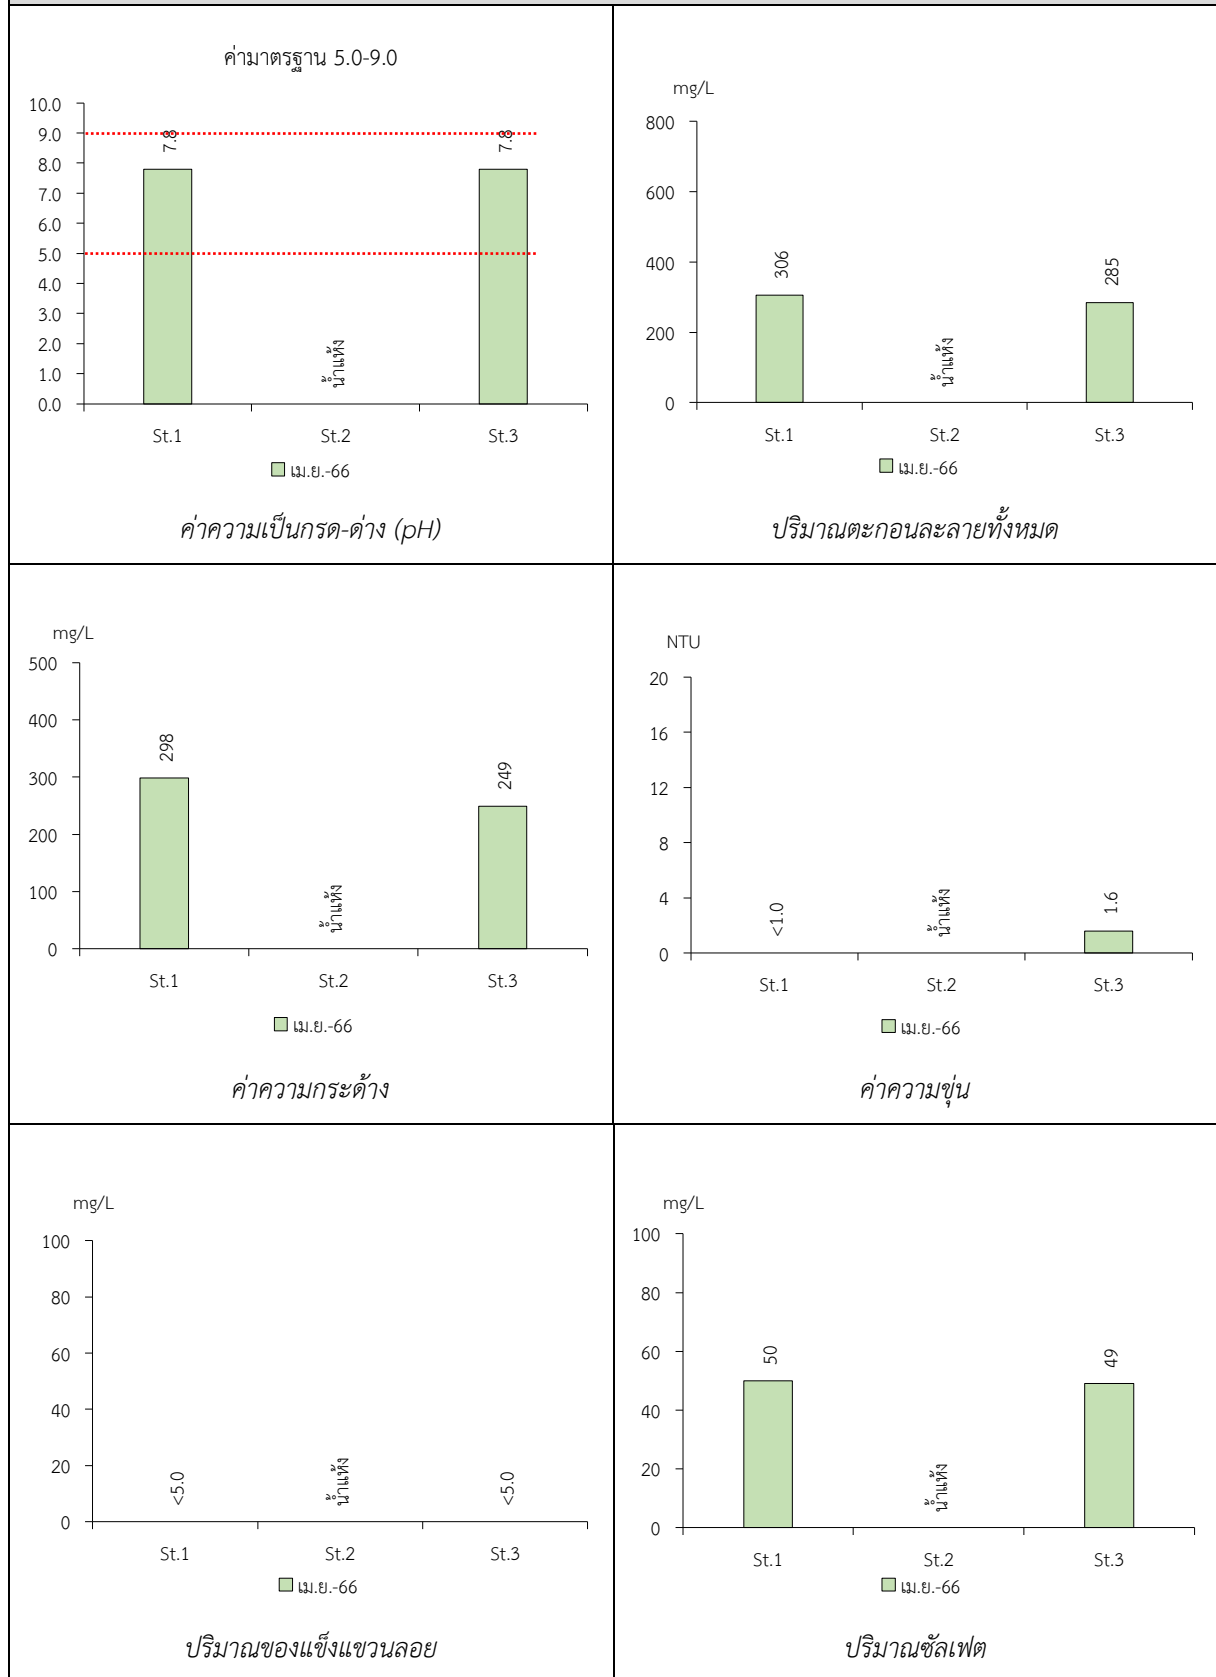 ค่ามาตรฐาน 5.0-9.0
10.0
9.0
8.0
7.0
6.0
5.0
4.0
3.0
2.0
1.0
0.0
7.8
น้ำแห้ง
7.8
St.1 St.2 St.3
เม.ย.-66
ค่าความเป็นกรด-ด่าง (pH)
mg/L
800
600
400
200
0
306
น้ำแห้ง
285
St.1 St.2 St.3
เม.ย.-66
ปริมาณตะกอนละลายทั้งหมด
mg/L
500
400
300
200
100
0
298
น้ำแห้ง
249
St.1 St.2 St.3
เม.ย.-66
ค่าความกระด้าง
NTU
20
16
12
8
4
0
<1.0
น้ำแห้ง
1.6
St.1 St.2 St.3
เม.ย.-66
ค่าความขุ่น
mg/L
100
80
60
40
20
0
<5.0
น้ำแห้ง
<5.0
St.1 St.2 St.3
เม.ย.-66
ปริมาณของแข็งแขวนลอย
mg/L
100
80
60
40
20
0
50
น้ำแห้ง
49
St.1 St.2 St.3
เม.ย.-66
ปริมาณซัลเฟต